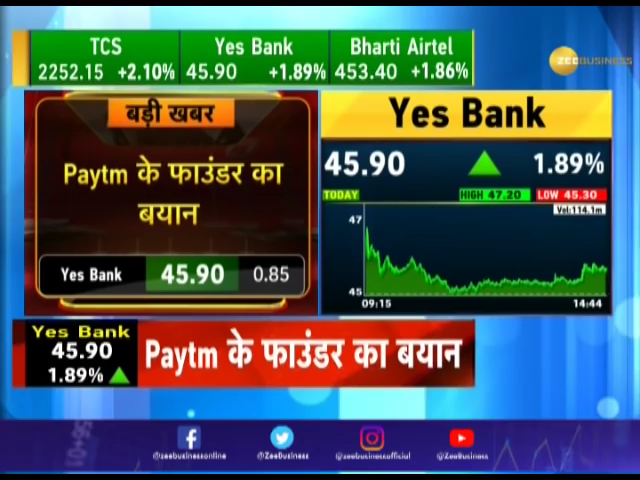 TCS
2252.15 +2.10%
Yes Bank
45.90 +1.89%
Bharti Airtel
453.40 +1.86%
ZEEBUSINESS
बड़ी खबर
Paytm के फाउंडर का
बयान
Yes Bank 45.90 0.85
Yes Bank
45.90 1.89%
TODAY HIGH 47.20 LOW 45.30
Vol:114.1m
47
45
09:15 14:44
Yes Bank
45.90
1.89%
Paytm के फाउंडर का बयान
@zeebusinessonline @ZeeBusiness @zeebusinessofficial @ZeeBusiness